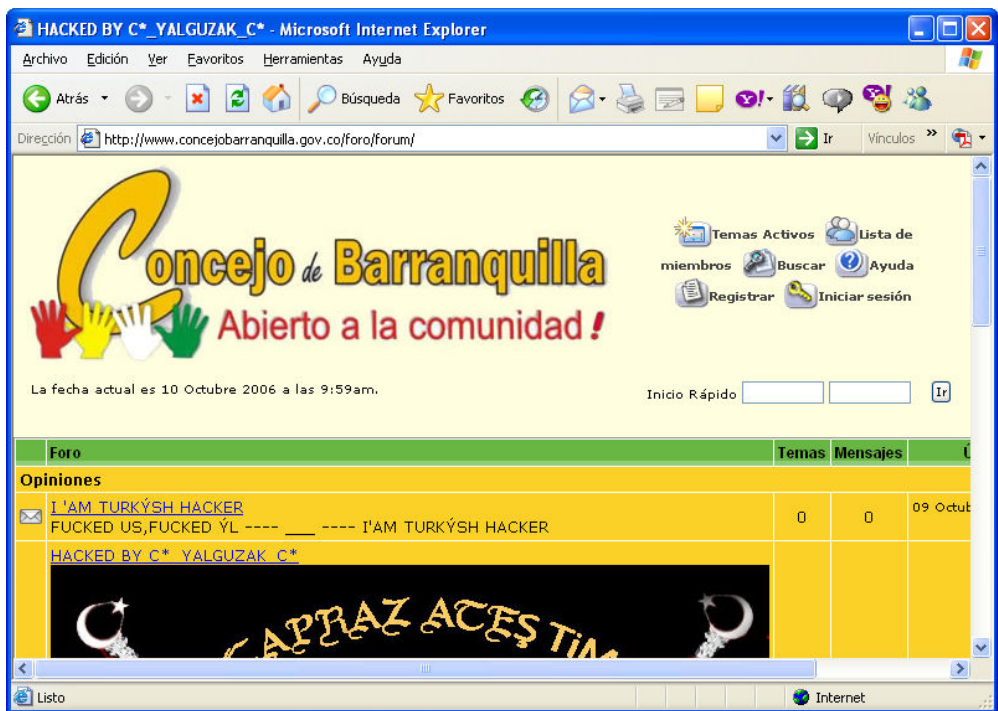 HACKED BY C*_YALGUZAK_C* - Microsoft Internet Explorer
Archivo Edición Ver Favoritos Herramientas Ayuda
Atrás Búsqueda Favoritos
Dirección http://www.concejobarranquilla.gov.co/foro/forum/ Ir Vínculos »
Concejo de Barranquilla
Abierto a la comunidad !
Temas Activos Lista de
miembros Buscar Ayuda
Registrar Iniciar sesión
La fecha actual es 10 Octubre 2006 a las 9:59am.
Inicio Rápido Ir
Foro Temas Mensajes Ú
Opiniones
I 'AM TURKÝSH HACKER
FUCKED US,FUCKED ÝL ---- ___ ---- I'AM TURKÝSH HACKER
0 0 09 Octub
HACKED BY C*_YALGUZAK_C*
ÇAPRAZ ATEŞ TİM
Listo Internet